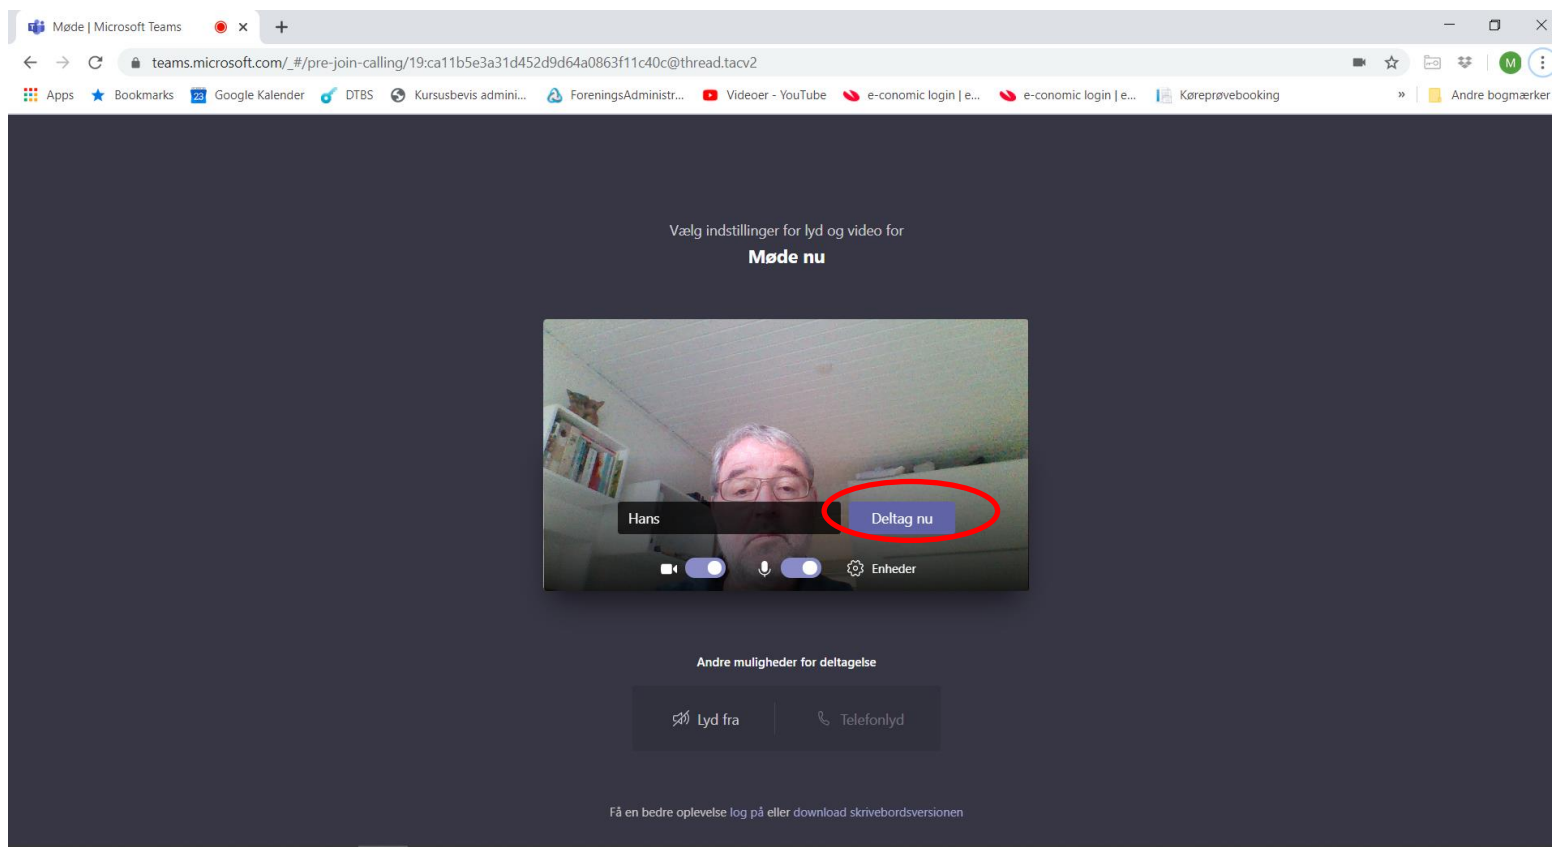 Møde | Microsoft Teams
teams.microsoft.com/_#/pre-join-calling/19:ca11b5e3a31d452d9d64a0863f11c40c@thread.tacv2
M
Apps Bookmarks 23 Google Kalender DTBS Kursusbevis admini... ForeningsAdministr... Videoer - YouTube e-conomic login | e... e-conomic login | e... Køreprøvebooking » Andre bogmærker
Vælg indstillinger for lyd og video for
Møde nu
Hans Deltag nu
Enheder
Andre muligheder for deltagelse
Lyd fra Telefonlyd
Få en bedre oplevelse log på eller download skrivebordsversionen